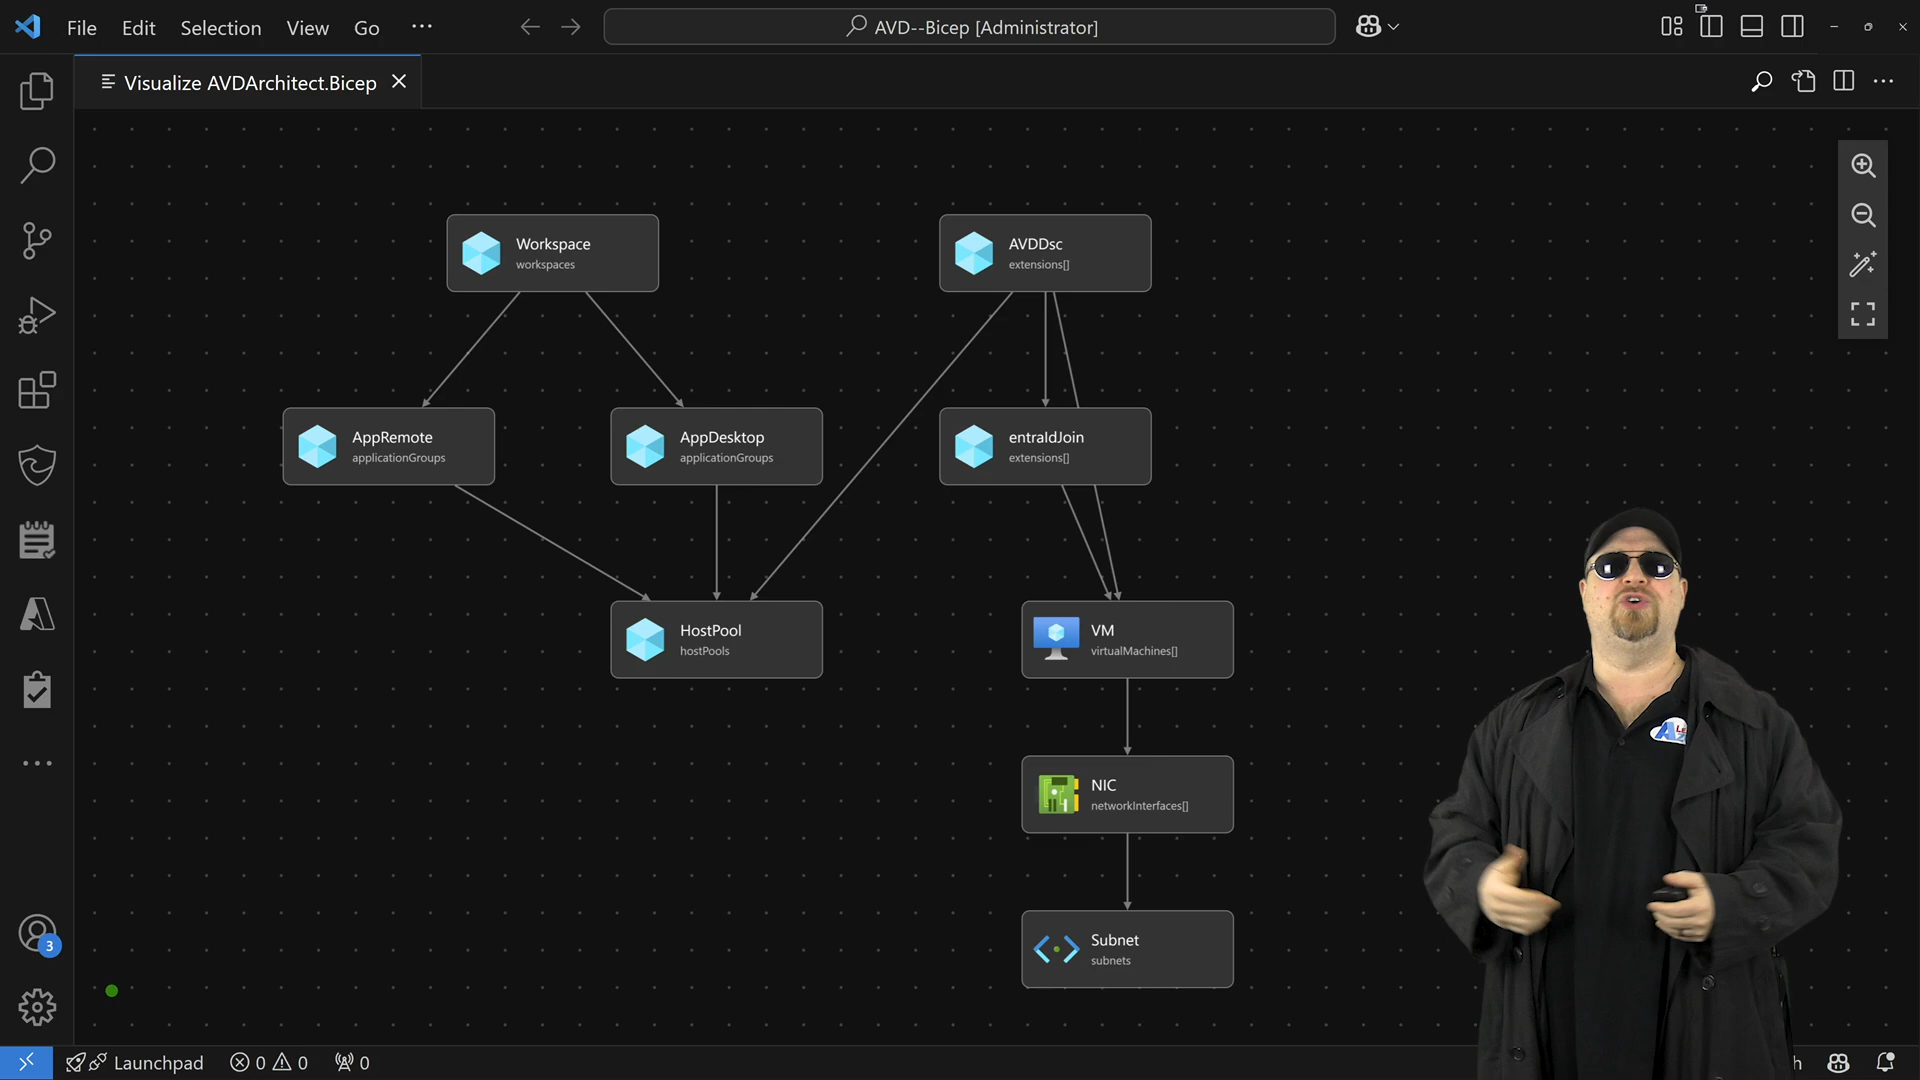 File Edit Selection View Go ···
AVD--Bicep [Administrator]
Visualize AVDArchitect.Bicep
Workspace
workspaces
AVDDsc
extensions[]
AppRemote
applicationGroups
AppDesktop
applicationGroups
entraIdJoin
extensions[]
HostPool
hostPools
VM
virtualMachines[]
NIC
networkInterfaces[]
Subnet
subnets
3
Launchpad 0 0 0